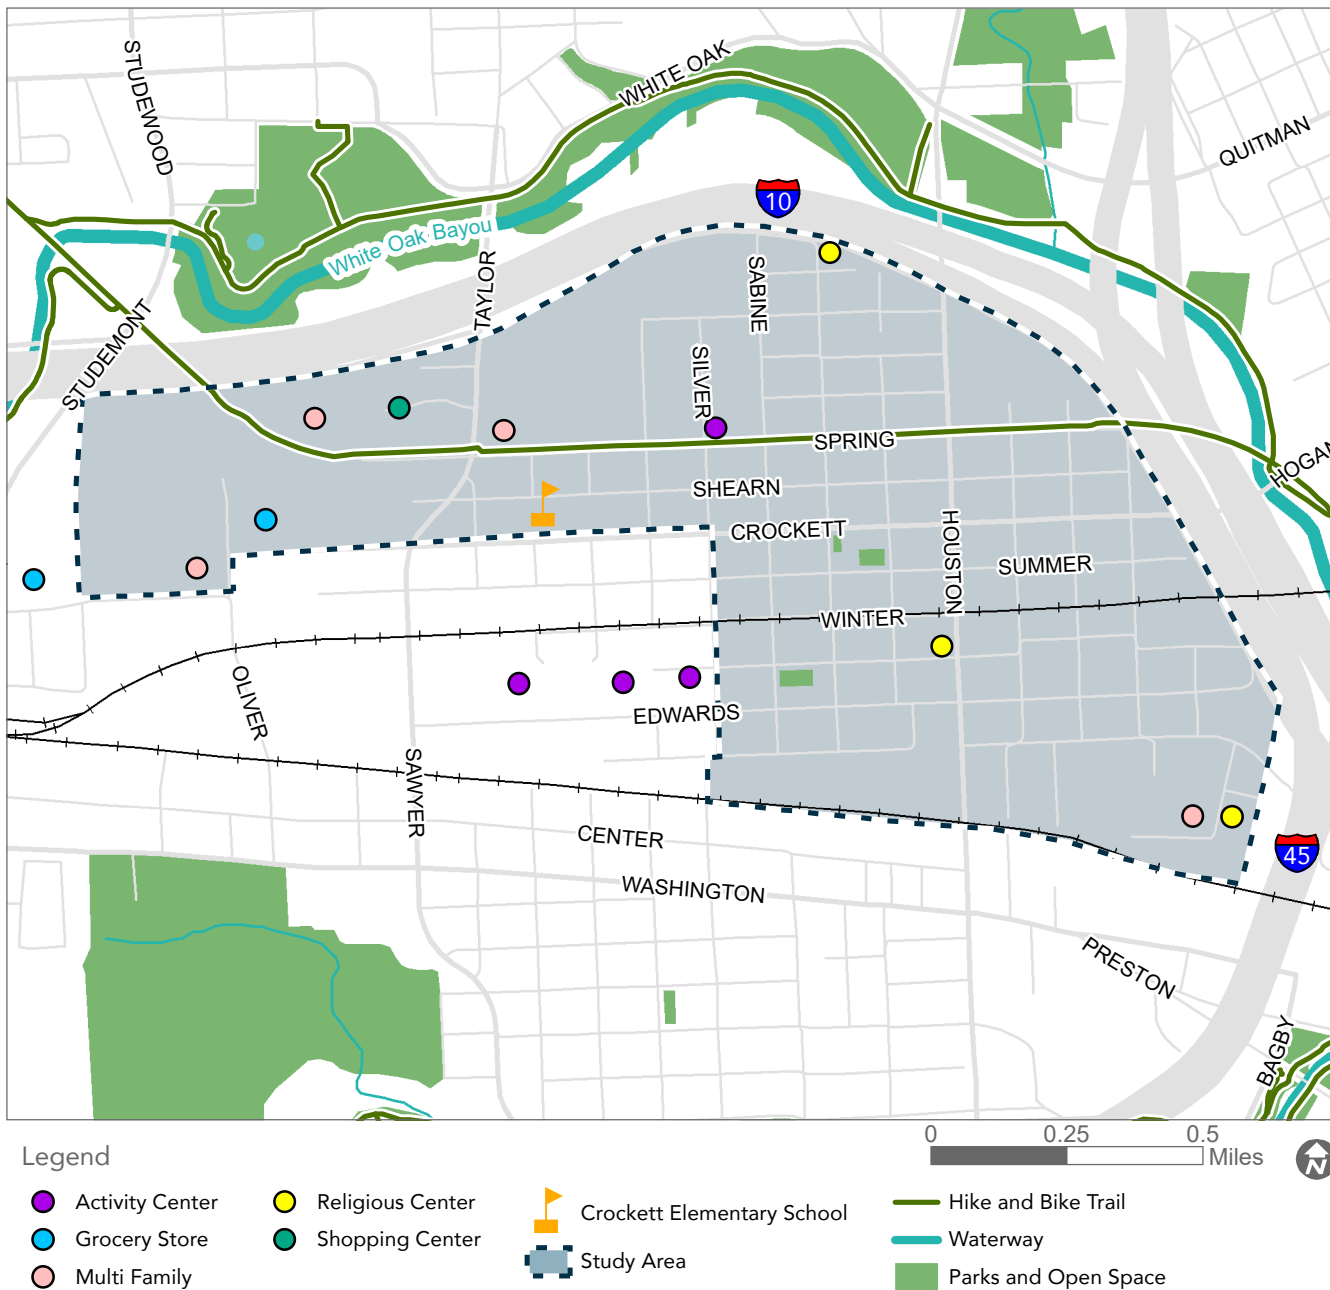 STUDEWOOD
WHITE OAK
QUITMAN
10
White Oak Bayou
TAYLOR
SABINE
STUDEMONT
SILVER
SPRING
HOGAN
SHEARN
CROCKETT
HOUSTON
SUMMER
WINTER
OLIVER
EDWARDS
SAWYER
CENTER
45
WASHINGTON
PRESTON
BAGBY
0 0.25 0.5
Miles
N
Legend
Activity Center
Grocery Store
Multi Family
Religious Center
Shopping Center
Crockett Elementary School
Study Area
Hike and Bike Trail
Waterway
Parks and Open Space